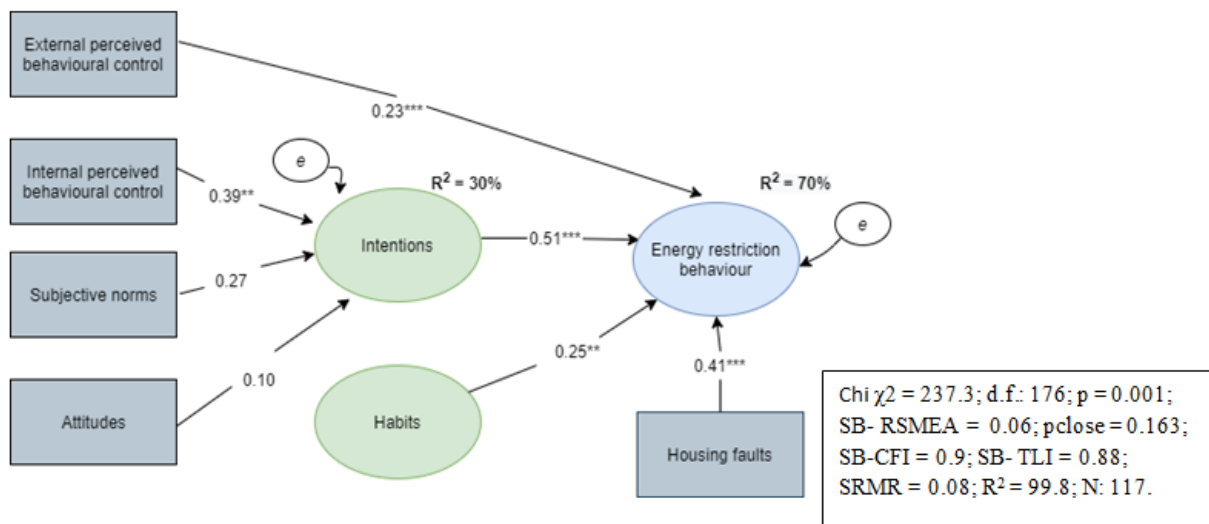 External perceived
behavioural control
0.23***
Internal perceived
behavioural control
e
R² = 30%
R² = 70%
0.39**
e
Intentions
0.51***
Energy restriction
behaviour
Subjective norms
0.27
0.10
0.25**
0.41***
Attitudes
Habits
Housing faults
Chi χ2 = 237.3; d.f.: 176; p = 0.001;
SB- RSMEA = 0.06; pclose = 0.163;
SB-CFI = 0.9; SB- TLI = 0.88;
SRMR = 0.08; R² = 99.8; N: 117.